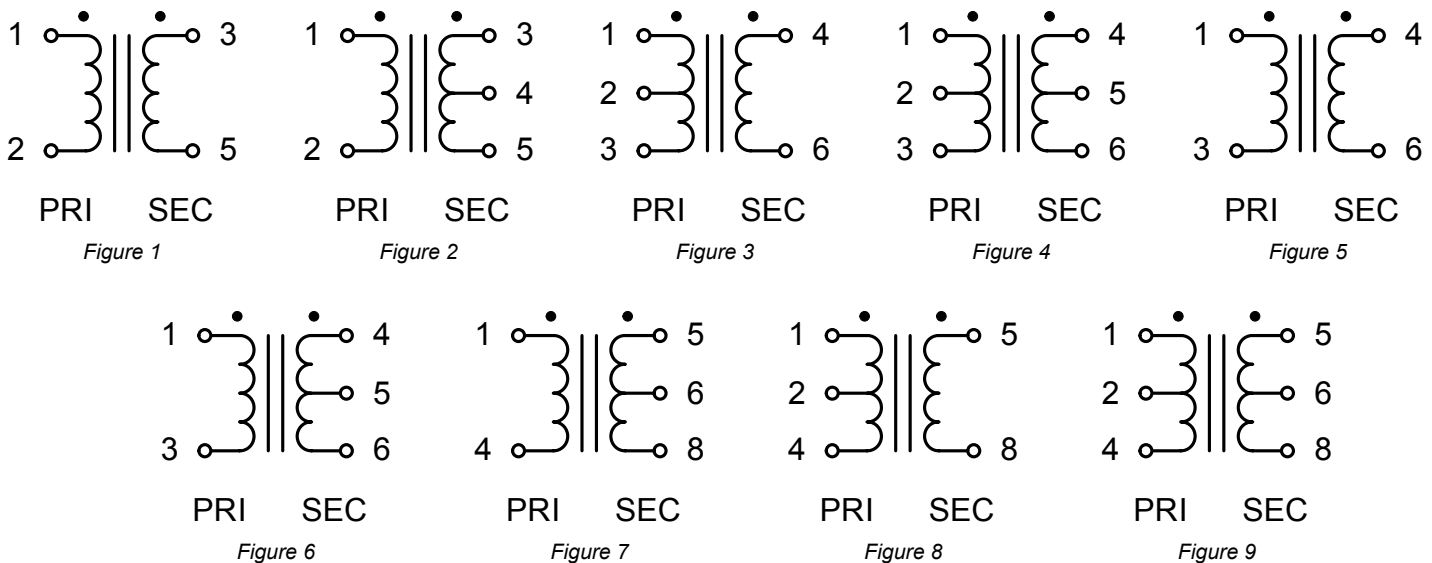 1 3 1 3 1 4 1 4 1 4
4 2 2 5
2 5 2 5 3 6 3 6 3 6
PRI SEC PRI SEC PRI SEC PRI SEC PRI SEC
Figure 1 Figure 2 Figure 3 Figure 4 Figure 5
1 4 1 5 1 5 1 5
5 6 2 2 6
3 6 4 8 4 8 4 8
PRI SEC PRI SEC PRI SEC PRI SEC
Figure 6 Figure 7 Figure 8 Figure 9